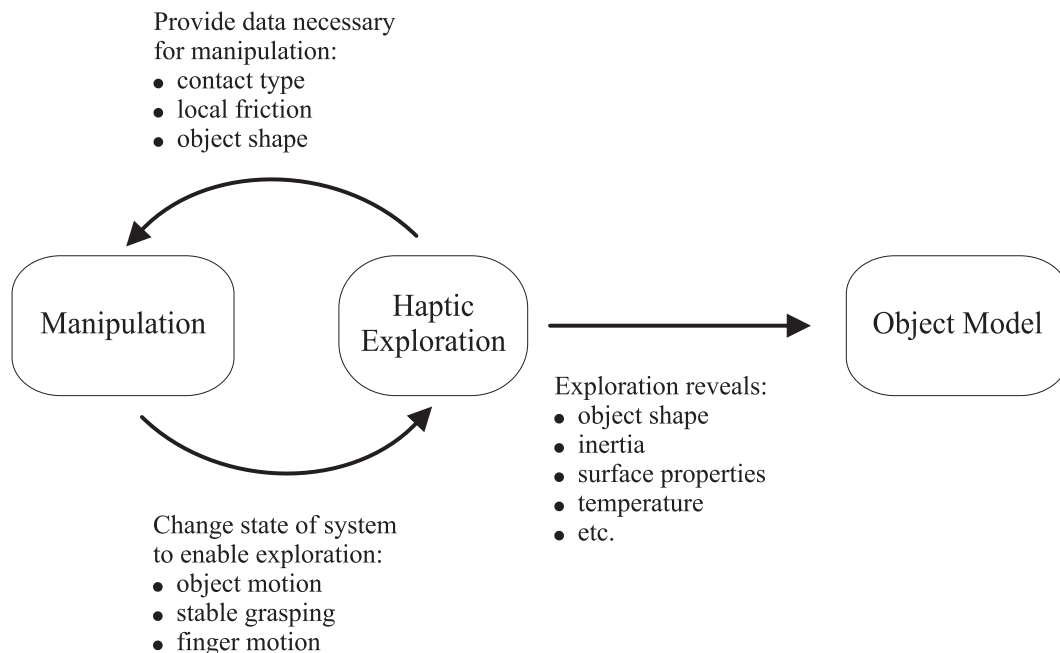 Provide data necessary
for manipulation:
• contact type
• local friction
• object shape
Manipulation
Haptic
Exploration
Object Model
Exploration reveals:
• object shape
• inertia
• surface properties
• temperature
• etc.
Change state of system
to enable exploration:
• object motion
• stable grasping
• finger motion